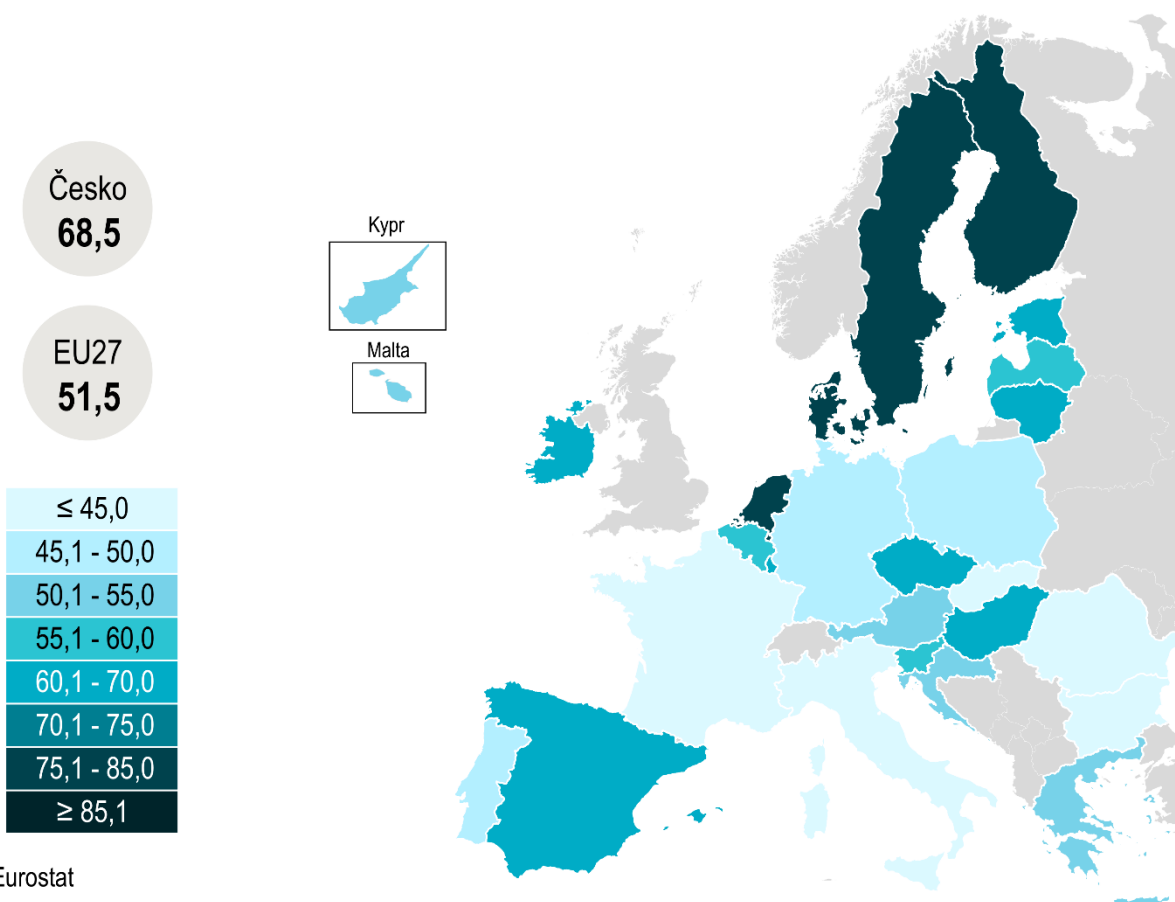 Česko
68,5
EU27
51,5
≤ 45,0
45,1 - 50,0
50,1 - 55,0
55,1 - 60,0
60,1 - 70,0
70,1 - 75,0
75,1 - 85,0
≥ 85,1
Eurostat
Kypr
Malta